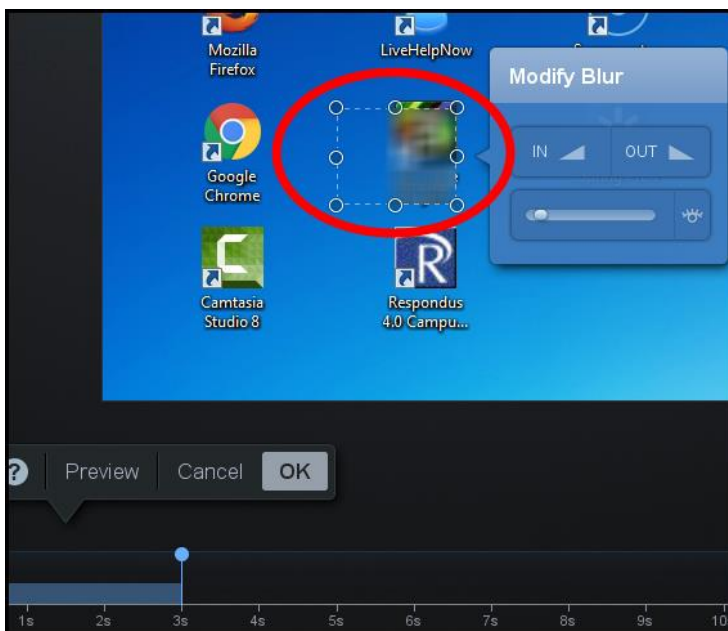 Mozilla
Firefox
LiveHelpNow
Modify Blur
IN
OUT
Google
Chrome
Camtasia
Studio 8
R
Respondus
4.0 Campu...
?
Preview
Cancel
OK
1s
2s
3s
4s
5s
6s
7s
8s
9s
10